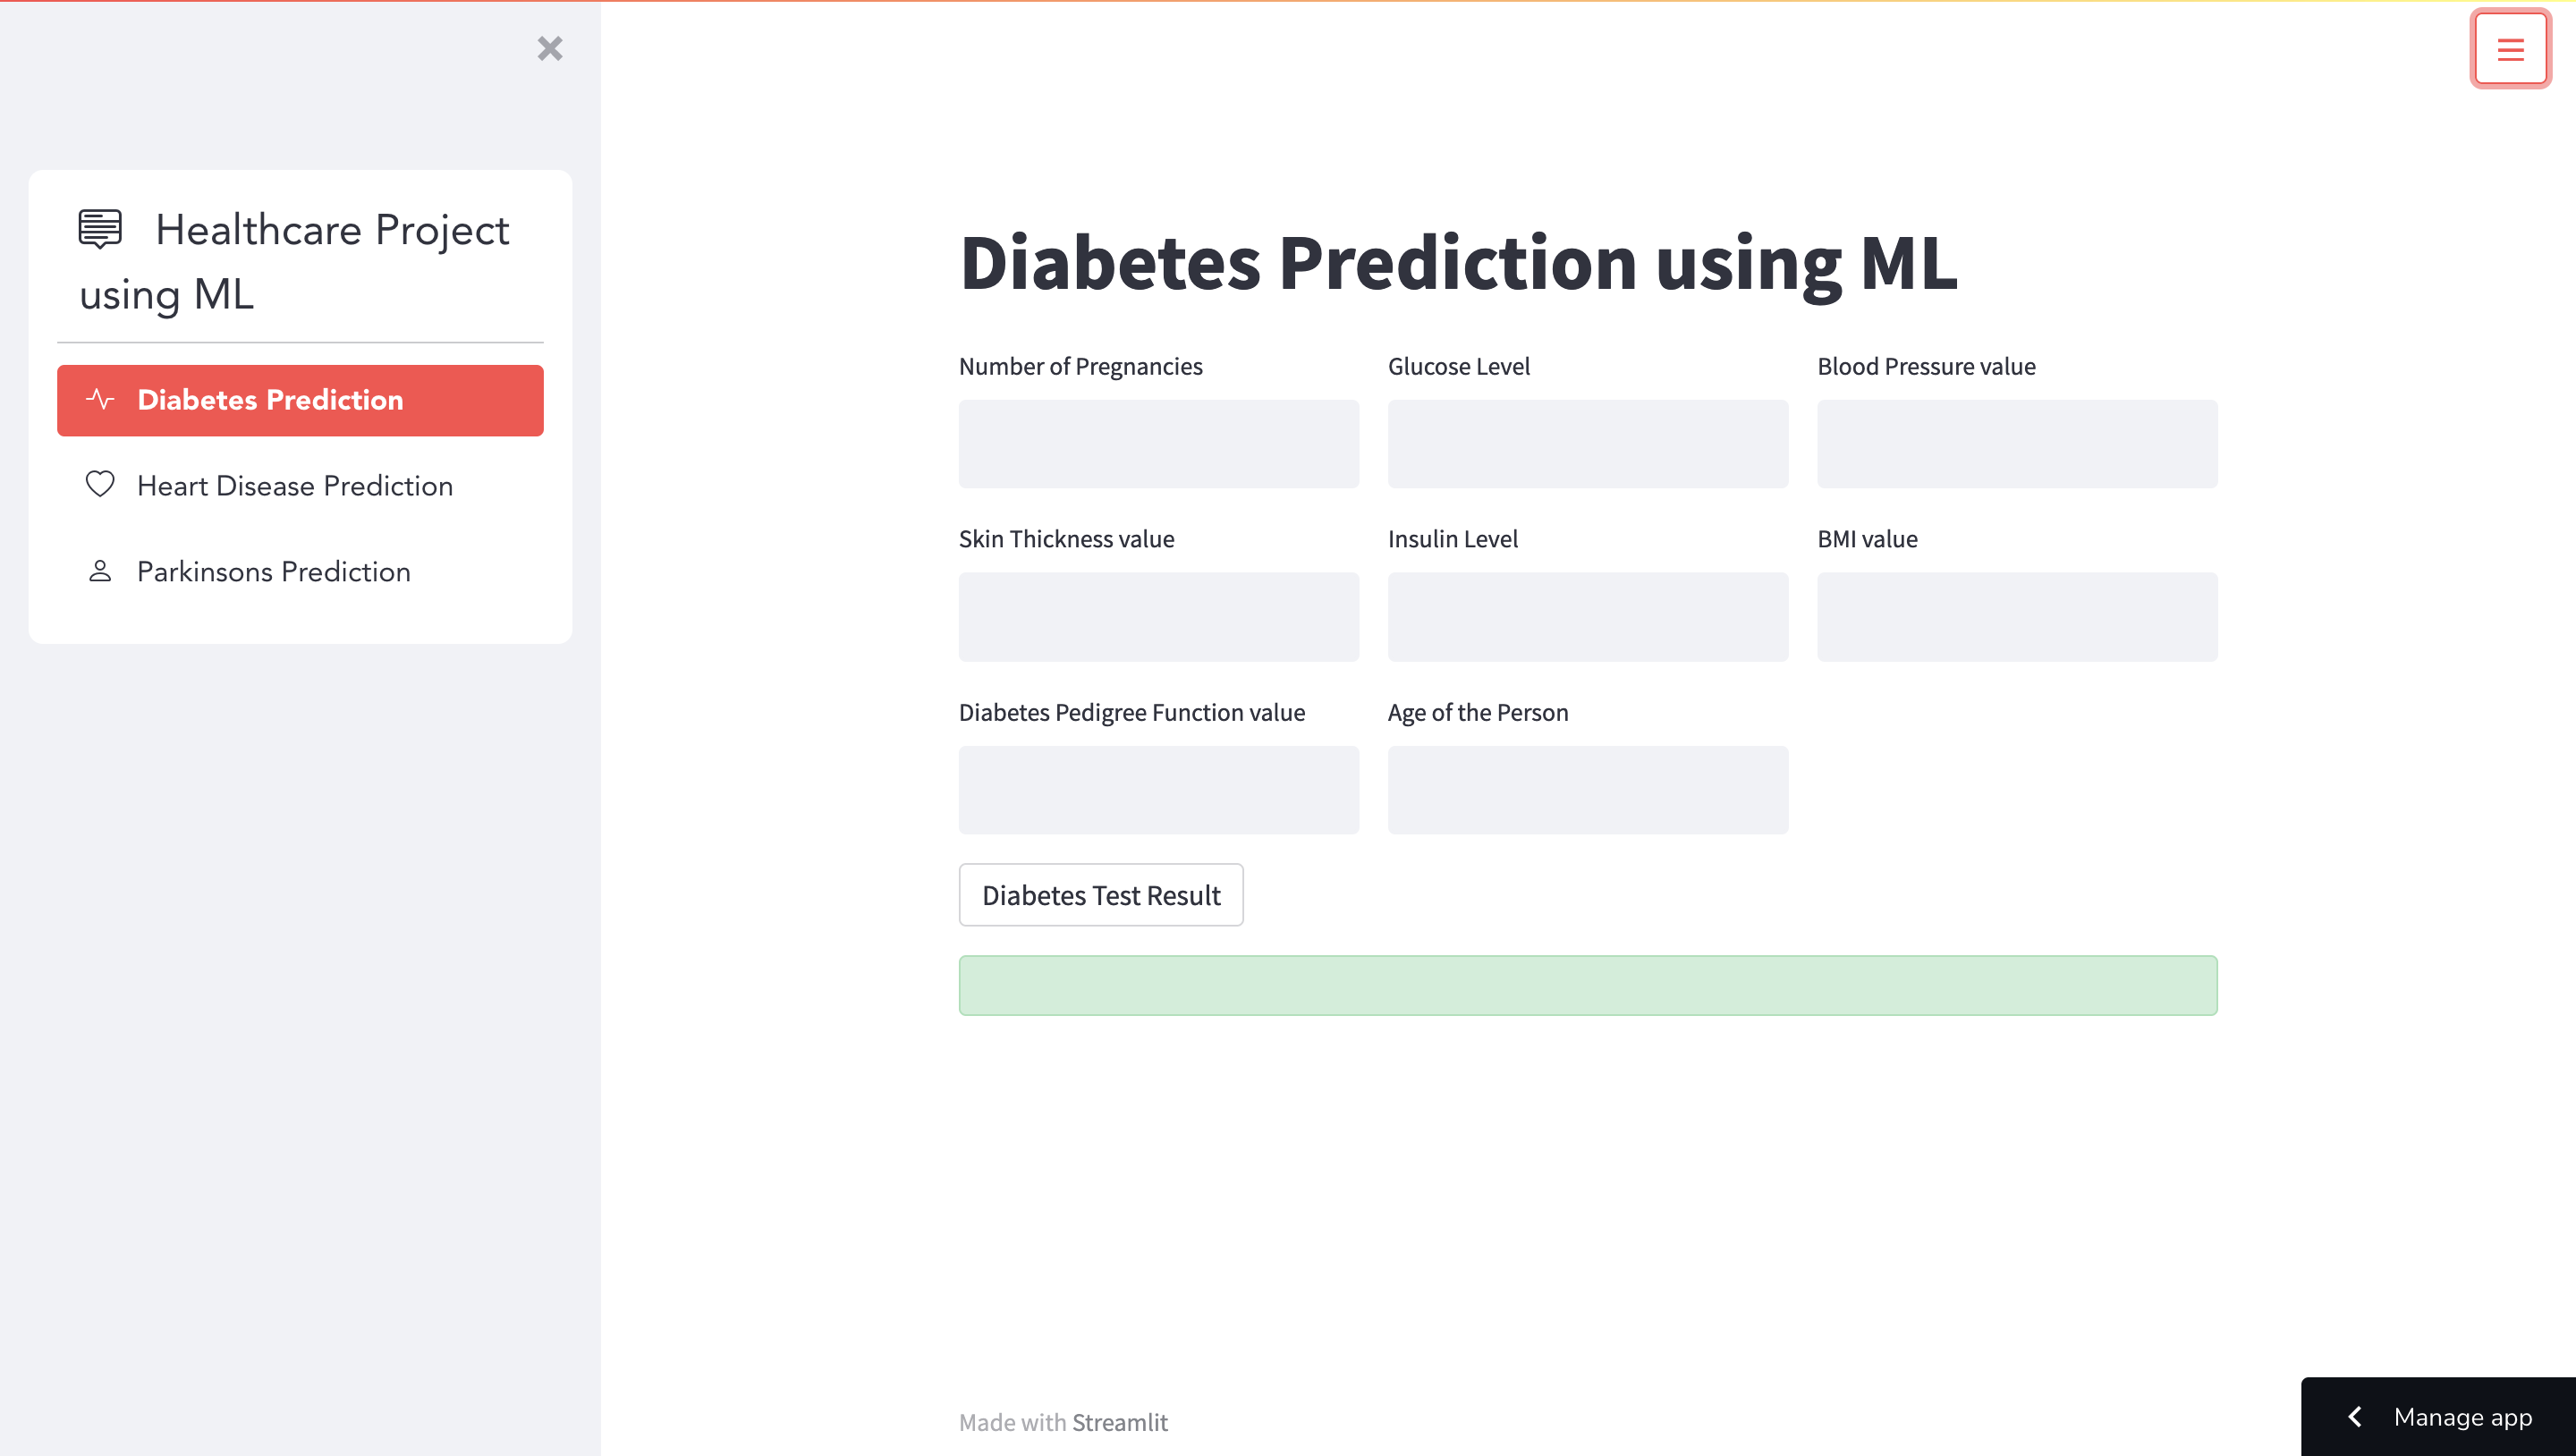 Healthcare Project
using ML
Diabetes Prediction
Heart Disease Prediction
Parkinsons Prediction
Diabetes Prediction using ML
Number of Pregnancies
Glucose Level
Blood Pressure value
Skin Thickness value
Insulin Level
BMI value
Diabetes Pedigree Function value
Age of the Person
Diabetes Test Result
Made with Streamlit
Manage app